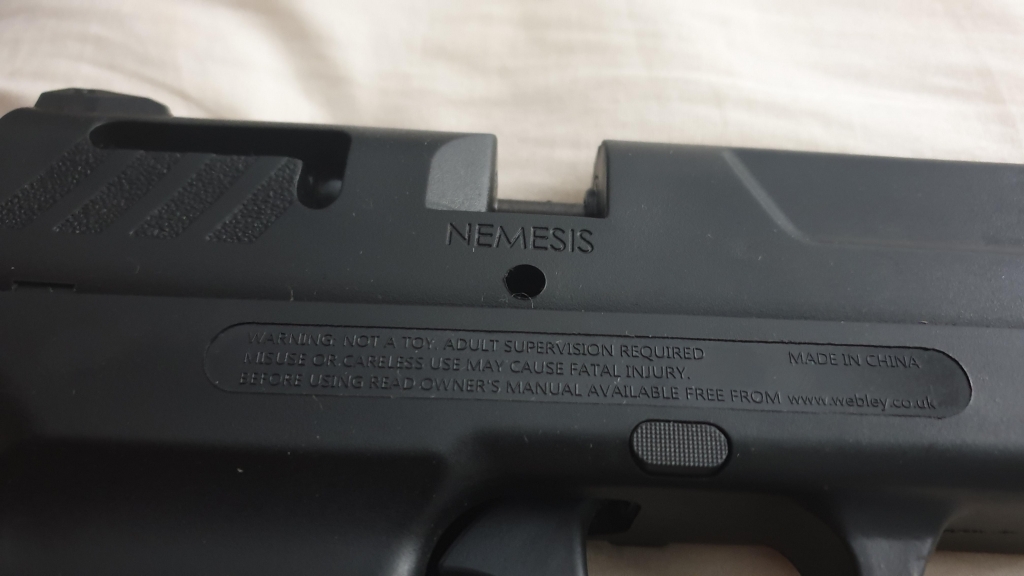 NEMESIS
WARNING: NOT A TOY. ADULT SUPERVISION REQUIRED
MISUSE OR CARELESS USE MAY CAUSE FATAL INJURY.
BEFORE USING READ OWNER'S MANUAL AVAILABLE FREE FROM www.webley.co.uk
MADE IN CHINA